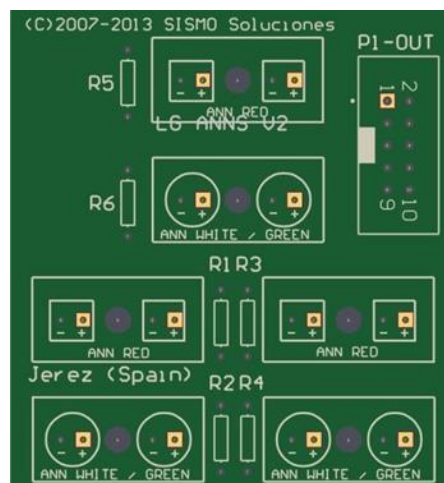 (C)2007-2013 SISMO Soluciones
P1-OUT
R5
- + - +
ANN RED
LG ANNS V2
1 2
9 10
R6
- + - +
ANN WHITE / GREEN
R1 R3
- + - +
ANN RED
- + - +
ANN RED
Jerez (Spain)
R2 R4
- + - +
ANN WHITE / GREEN
- + - +
ANN WHITE / GREEN